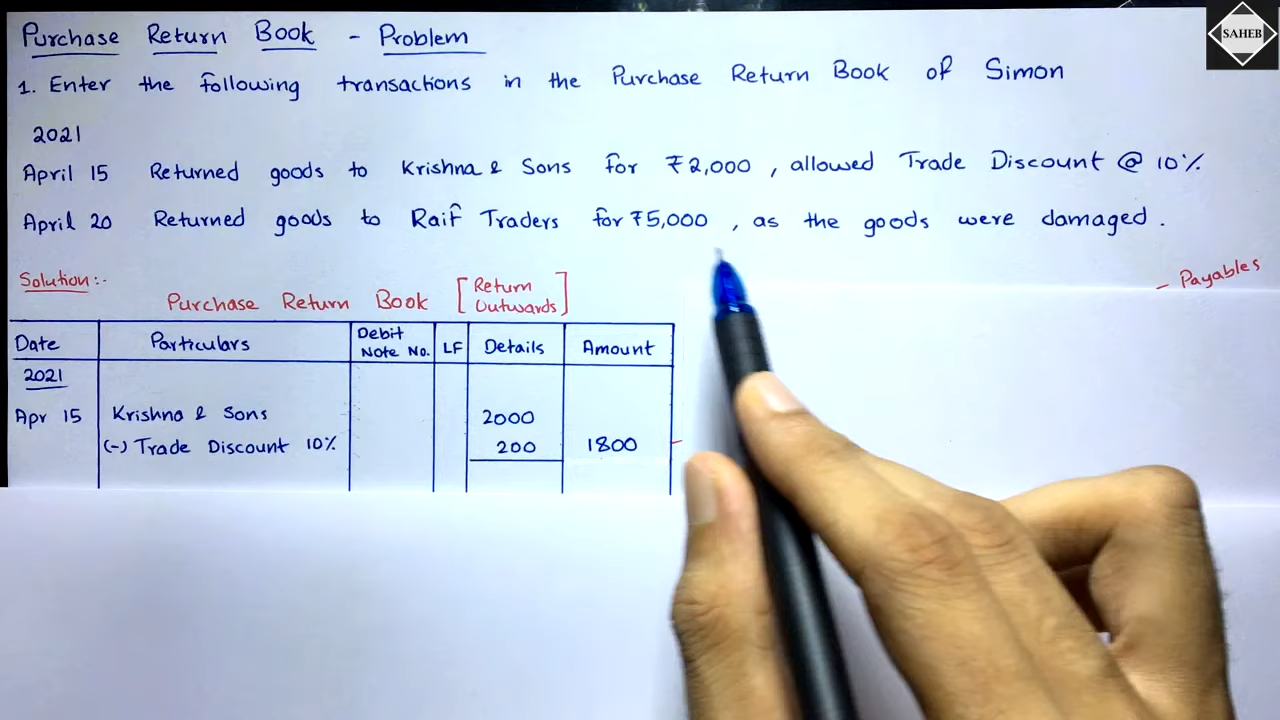 Purchase Return Book - Problem
SAHEB
1. Enter the following transactions in the Purchase Return Book of Simon
2021
April 15 Returned goods to Krishna & Sons for ₹2,000 , allowed Trade Discount @ 10%
April 20 Returned goods to Raif Traders for ₹5,000 , as the goods were damaged .
Solution:-
Purchase Return Book [Return Outwards]
- Payables
Date Particulars Debit Note No. LF Details Amount
2021
Apr 15 Krishna & Sons 2000
(-) Trade Discount 10% 200 1800